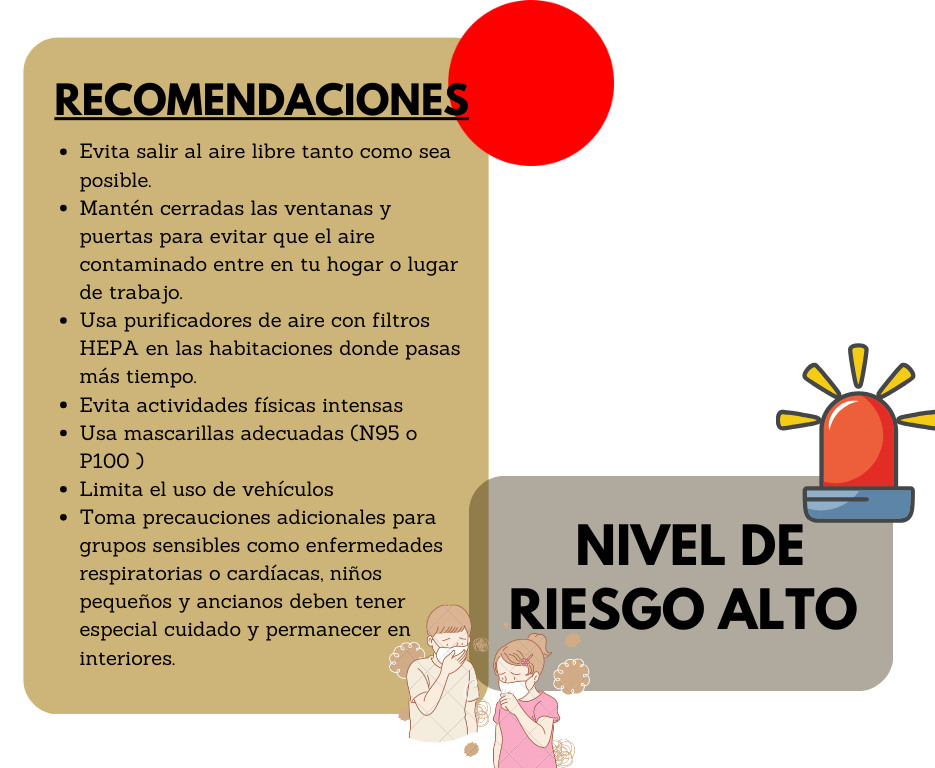 RECOMENDACIONES
• Evita salir al aire libre tanto como sea
posible.
• Mantén cerradas las ventanas y
puertas para evitar que el aire
contaminado entre en tu hogar o lugar
de trabajo.
• Usa purificadores de aire con filtros
HEPA en las habitaciones donde pasas
más tiempo.
• Evita actividades físicas intensas
• Usa mascarillas adecuadas (N95 o
P100 )
• Limita el uso de vehículos
• Toma precauciones adicionales para
grupos sensibles como enfermedades
respiratorias o cardíacas, niños
pequeños y ancianos deben tener
especial cuidado y permanecer en
interiores.
NIVEL DE
RIESGO ALTO